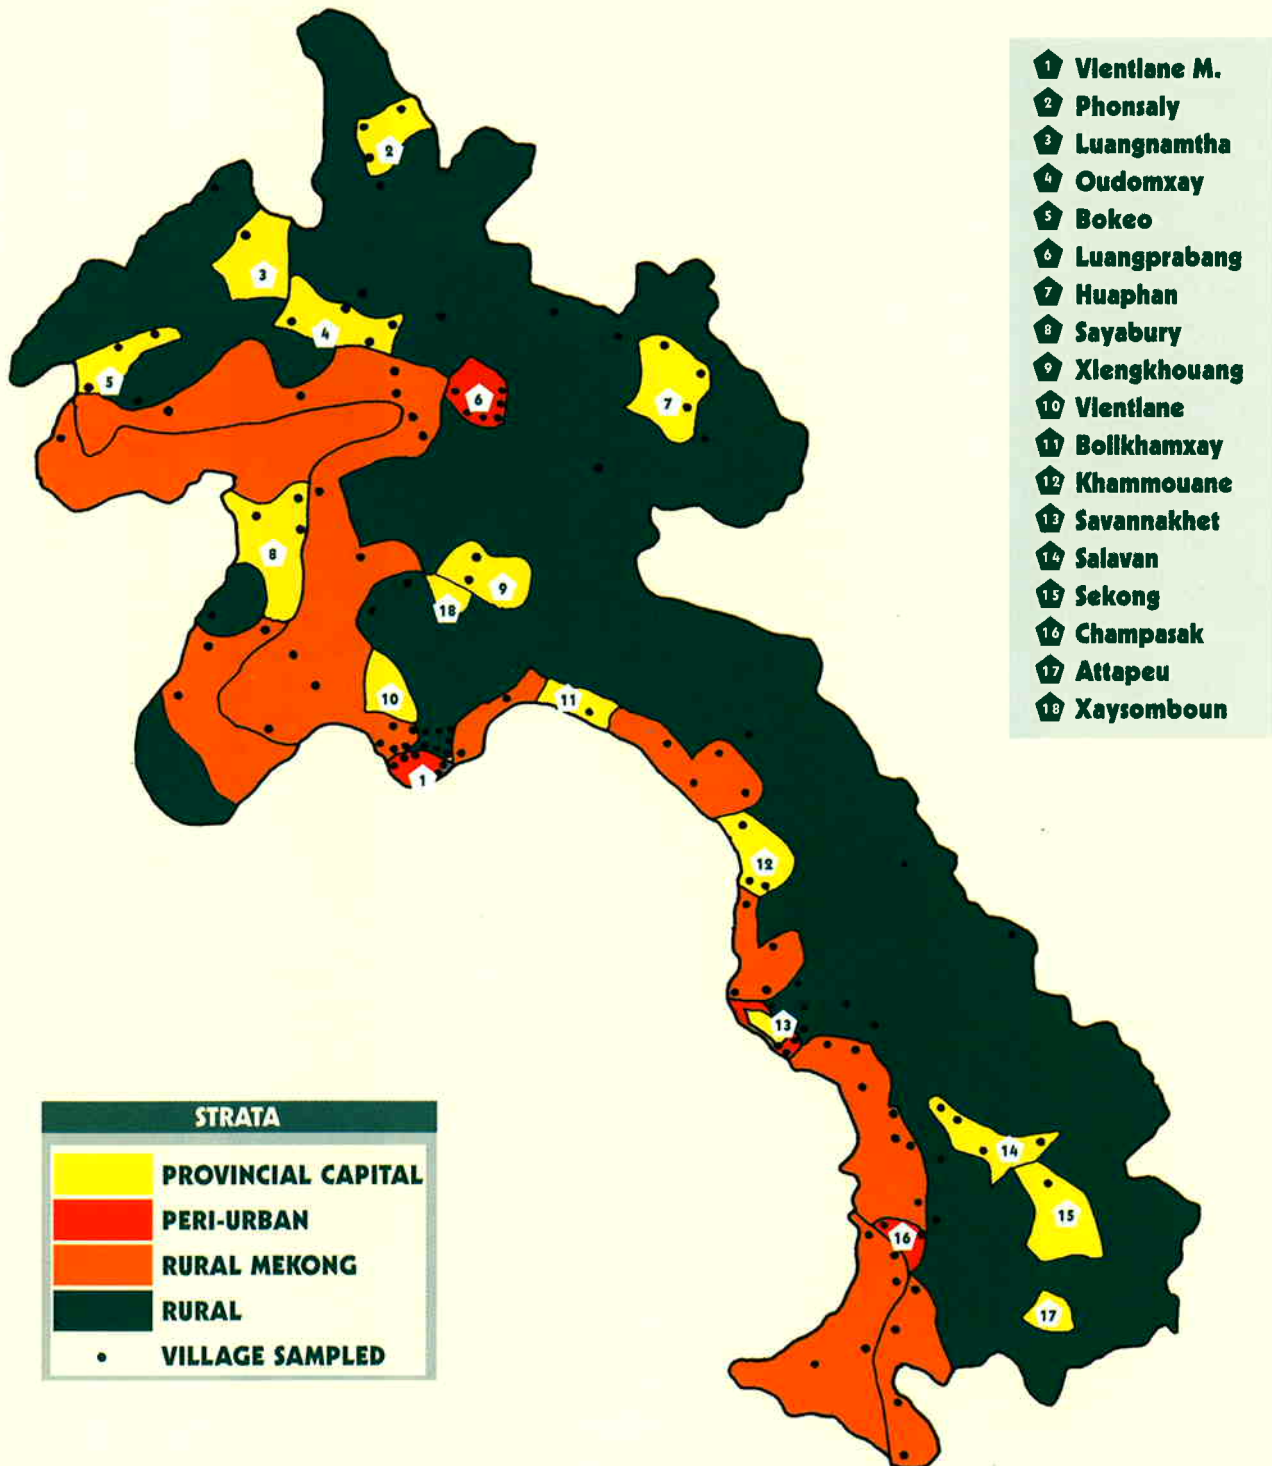 1 Vientiane M.
2 Phonsaly
3 Luangnamtha
4 Oudomxay
5 Bokeo
6 Luangprabang
7 Huaphan
8 Sayabury
9 Xiengkhouang
10 Vientiane
11 Bolikhamxay
12 Khammouane
13 Savannakhet
14 Salavan
15 Sekong
16 Champasak
17 Attapeu
18 Xaysomboun
2
3
4
5
6
7
8
9
18
10
11
1
12
13
14
15
16
17
STRATA
PROVINCIAL CAPITAL
PERI-URBAN
RURAL MEKONG
RURAL
VILLAGE SAMPLED